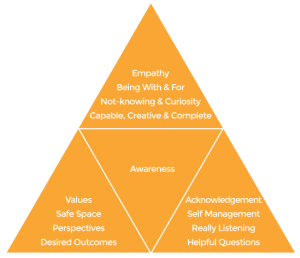 Empathy
Being With & For
Not-knowing & Curiosity
Capable, Creative & Complete
Awareness
Values
Safe Space
Perspectives
Desired Outcomes
Acknowledgement
Self Management
Really Listening
Helpful Questions